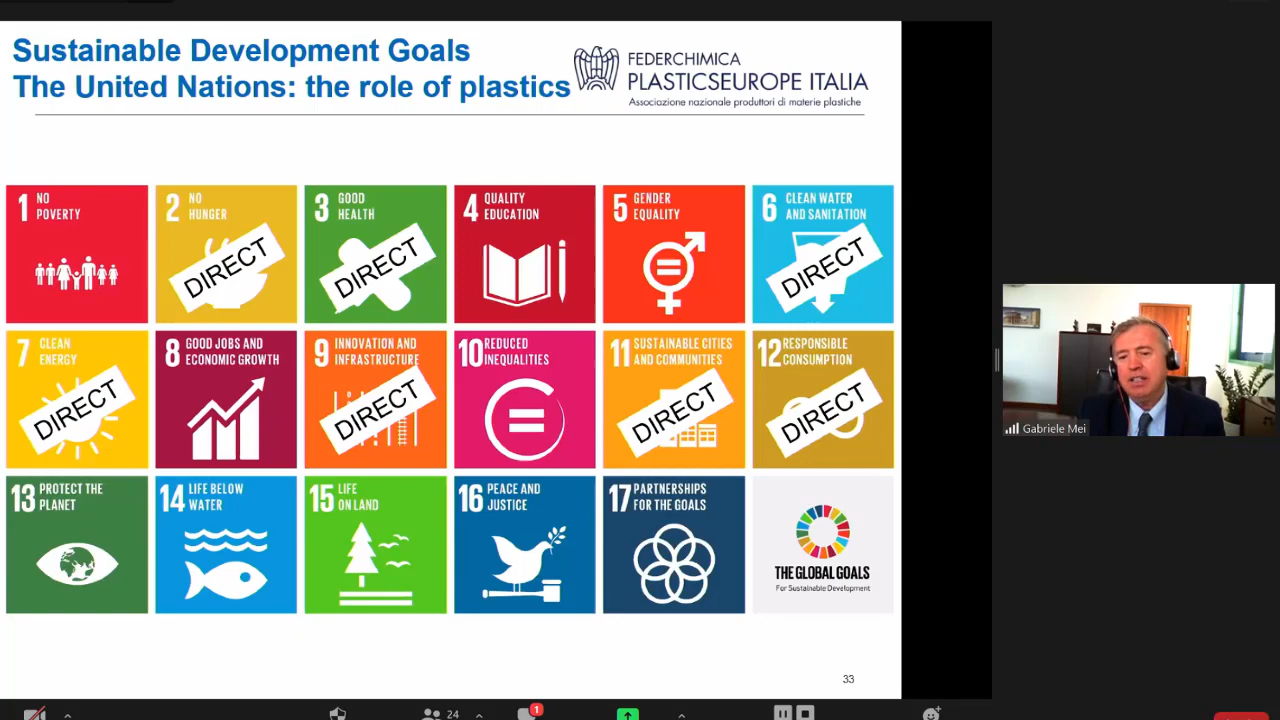 Sustainable Development Goals
The United Nations: the role of plastics
FEDERCHIMICA
PLASTICSEUROPE ITALIA
Associazione nazionale produttori di materie plastiche
1 NO
POVERTY
2 NO
HUNGER
DIRECT
3 GOOD
HEALTH
DIRECT
4 QUALITY
EDUCATION
5 GENDER
EQUALITY
6 CLEAN WATER
AND SANITATION
DIRECT
7 CLEAN
ENERGY
DIRECT
8 GOOD JOBS AND
ECONOMIC GROWTH
9 INNOVATION AND
INFRASTRUCTURE
DIRECT
10 REDUCED
INEQUALITIES
11 SUSTAINABLE CITIES
AND COMMUNITIES
DIRECT
12 RESPONSIBLE
CONSUMPTION
DIRECT
13 PROTECT THE
PLANET
14 LIFE BELOW
WATER
15 LIFE
ON LAND
16 PEACE AND
JUSTICE
17 PARTNERSHIPS
FOR THE GOALS
THE GLOBAL GOALS
For Sustainable Development
33
Gabriele Mei
24
1